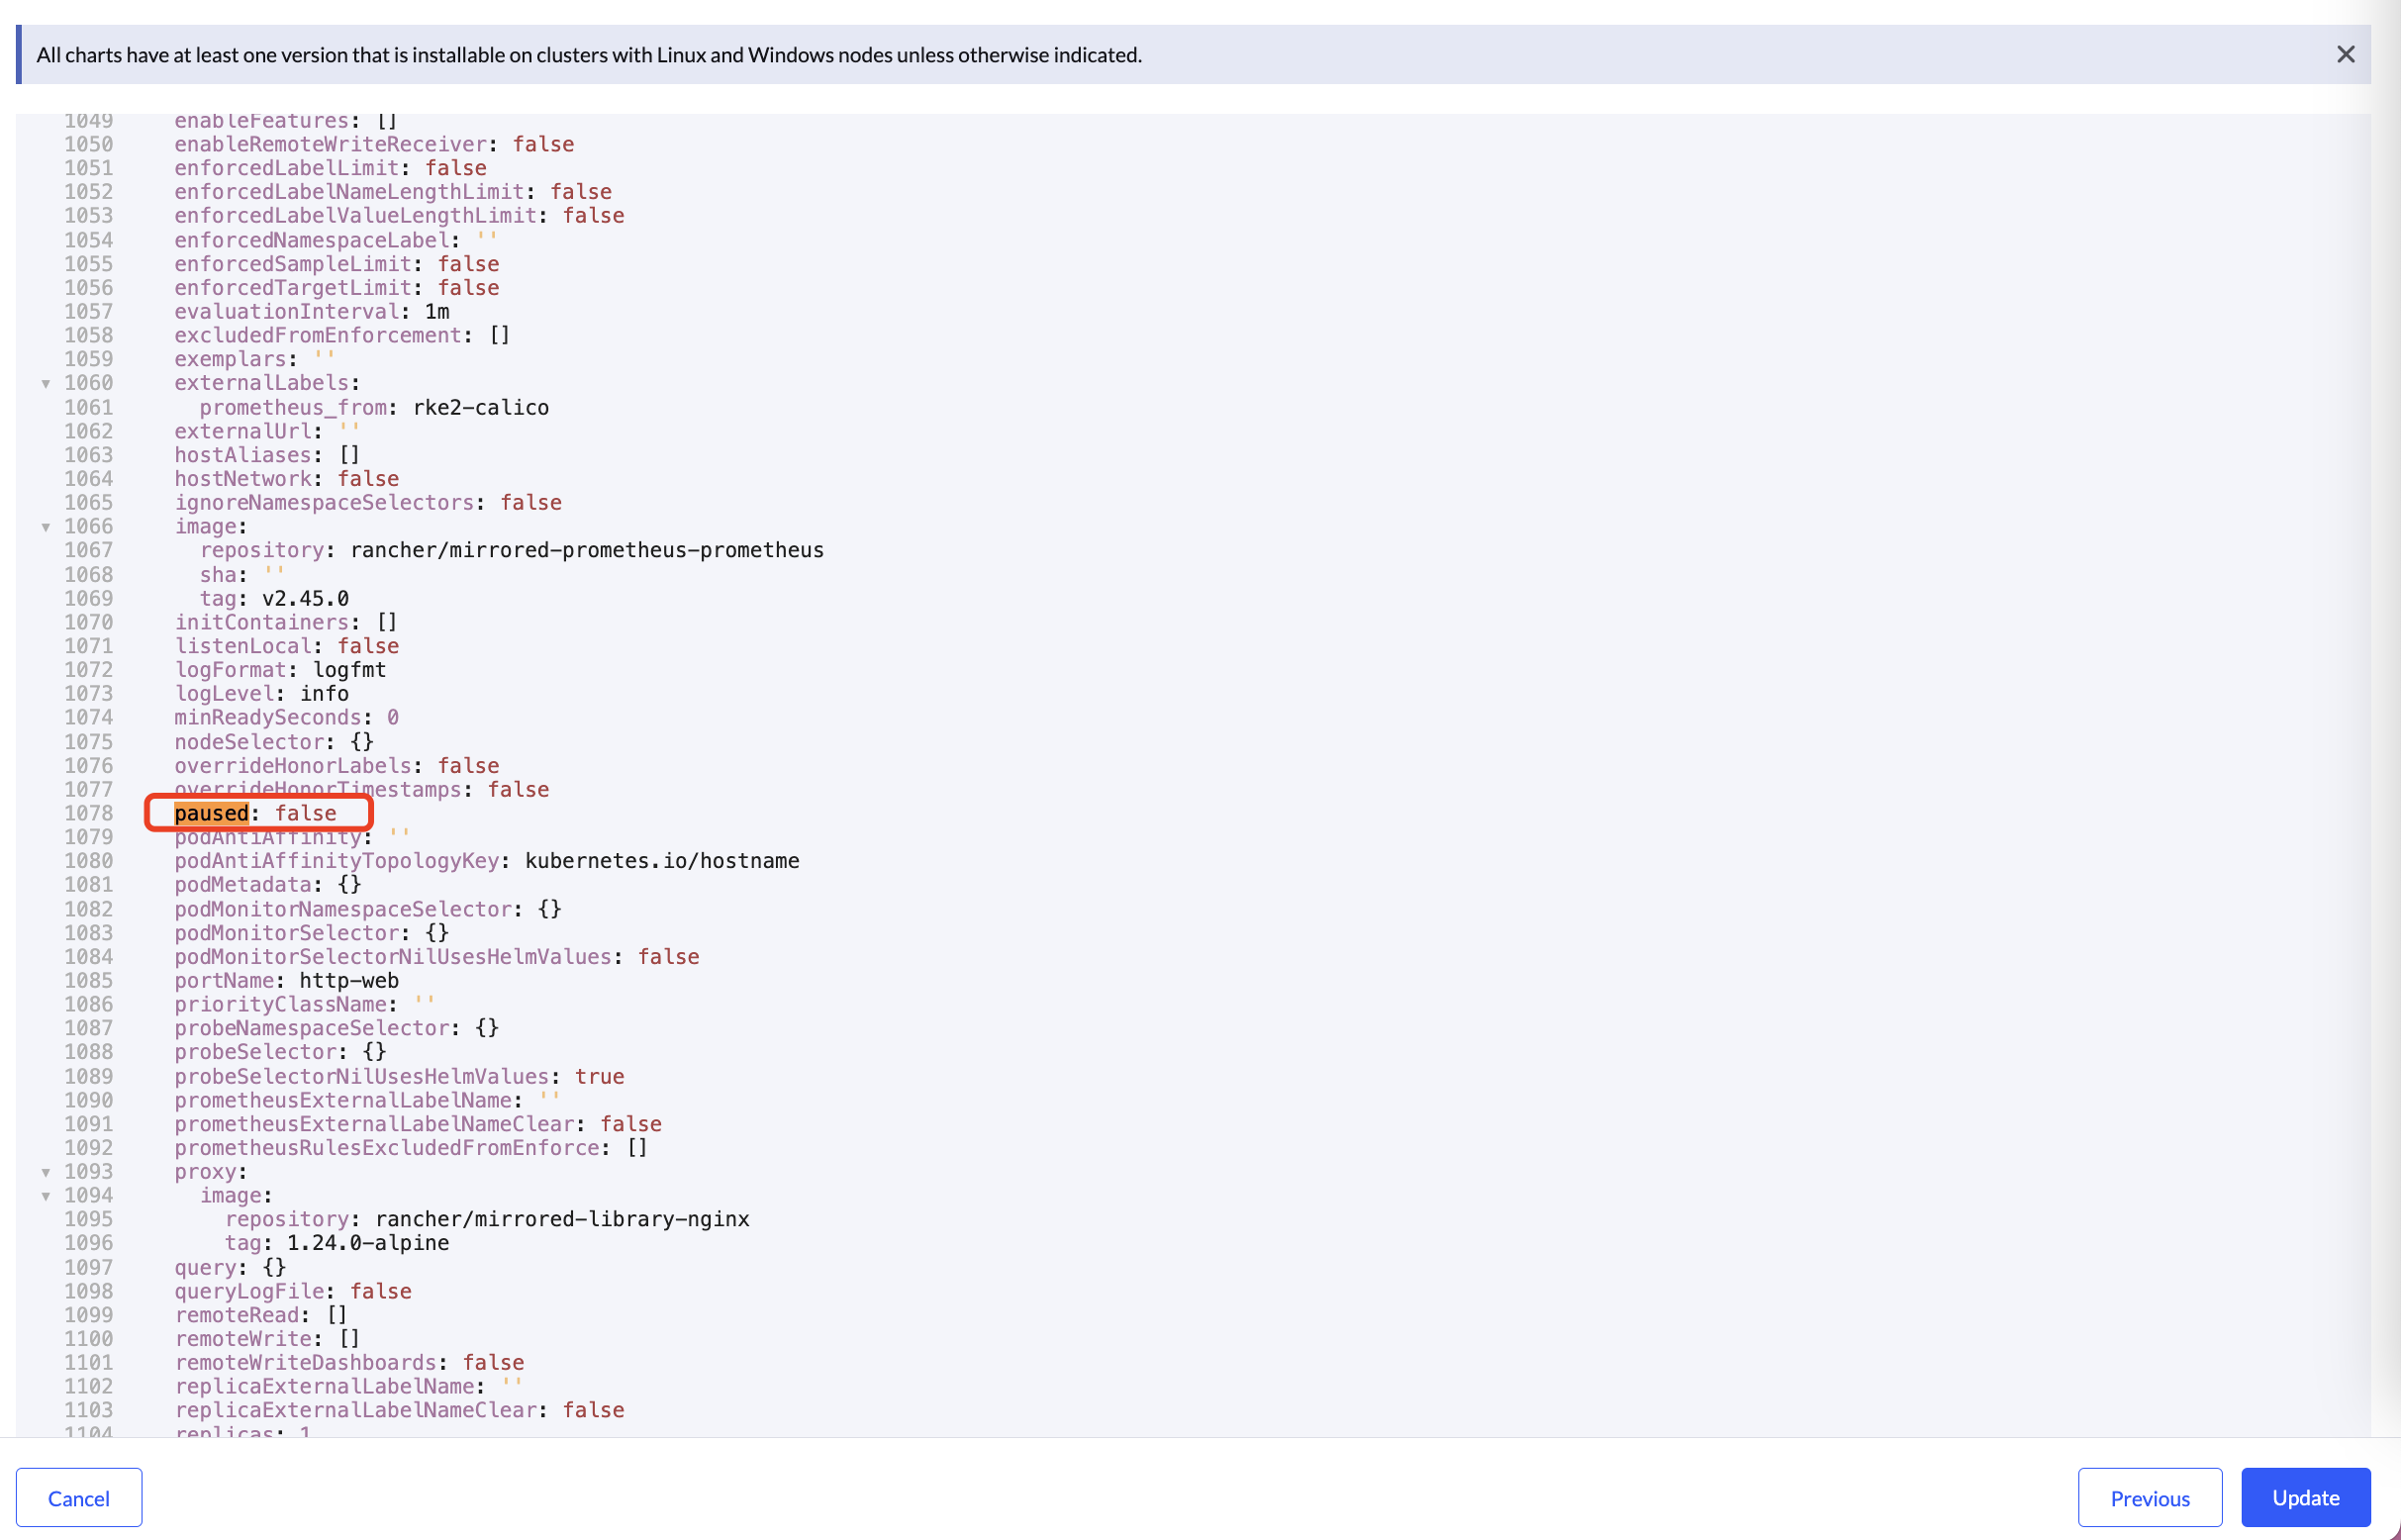 All charts have at least one version that is installable on clusters with Linux and Windows nodes unless otherwise indicated.
1049 enableFeatures: []
1050 enableRemoteWriteReceiver: false
1051 enforcedLabelLimit: false
1052 enforcedLabelNameLengthLimit: false
1053 enforcedLabelValueLengthLimit: false
1054 enforcedNamespaceLabel: ''
1055 enforcedSampleLimit: false
1056 enforcedTargetLimit: false
1057 evaluationInterval: 1m
1058 excludedFromEnforcement: []
1059 exemplars: ''
1060 externalLabels:
1061 prometheus_from: rke2-calico
1062 externalUrl: ''
1063 hostAliases: []
1064 hostNetwork: false
1065 ignoreNamespaceSelectors: false
1066 image:
1067 repository: rancher/mirrored-prometheus-prometheus
1068 sha: ''
1069 tag: v2.45.0
1070 initContainers: []
1071 listenLocal: false
1072 logFormat: logfmt
1073 logLevel: info
1074 minReadySeconds: 0
1075 nodeSelector: {}
1076 overrideHonorLabels: false
1077 overrideHonorTimestamps: false
1078 paused: false
1079 podAntiAffinity: ''
1080 podAntiAffinityTopologyKey: kubernetes.io/hostname
1081 podMetadata: {}
1082 podMonitorNamespaceSelector: {}
1083 podMonitorSelector: {}
1084 podMonitorSelectorNilUsesHelmValues: false
1085 portName: http-web
1086 priorityClassName: ''
1087 probeNamespaceSelector: {}
1088 probeSelector: {}
1089 probeSelectorNilUsesHelmValues: true
1090 prometheusExternalLabelName: ''
1091 prometheusExternalLabelNameClear: false
1092 prometheusRulesExcludedFromEnforce: []
1093 proxy:
1094 image:
1095 repository: rancher/mirrored-library-nginx
1096 tag: 1.24.0-alpine
1097 query: {}
1098 queryLogFile: false
1099 remoteRead: []
1100 remoteWrite: []
1101 remoteWriteDashboards: false
1102 replicaExternalLabelName: ''
1103 replicaExternalLabelNameClear: false
1104 replicas: 1
Cancel Previous Update